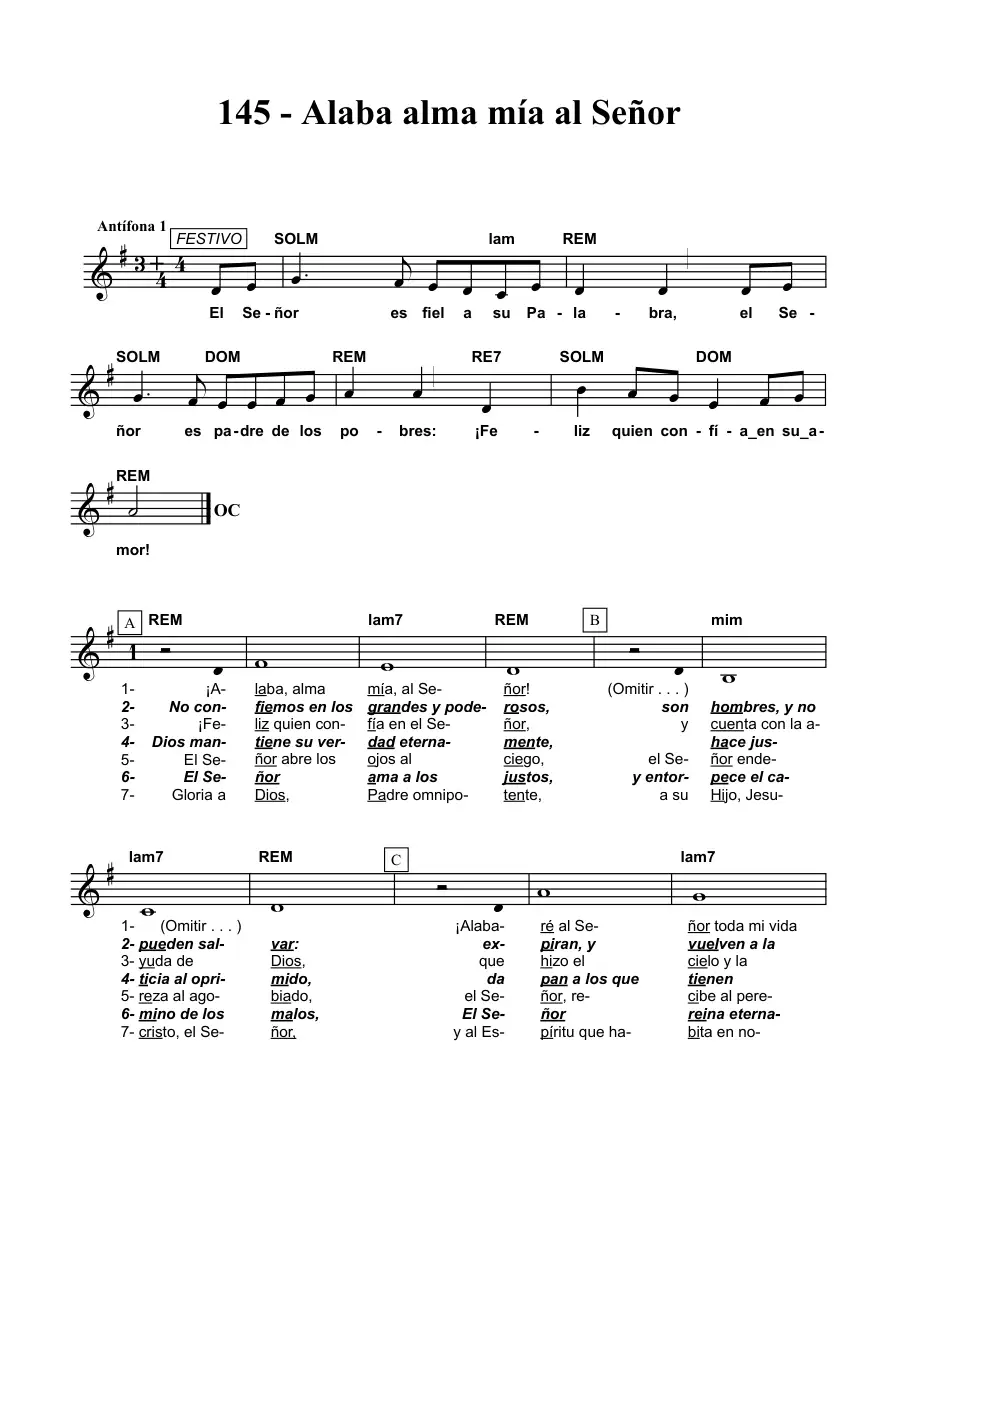 145 - Alaba alma mía al Señor
Antífona 1
FESTIVO SOLM lam REM
3 + 4 4
El Se - ñor es fiel a su Pa - la - bra, el Se -
SOLM DOM REM RE7 SOLM DOM
ñor es pa - dre de los po - bres: ¡Fe - liz quien con - fí - a_en su_a -
REM
OC
mor!
A REM lam7 REM B mim
1
1- ¡A- laba, alma mía, al Se- ñor! (Omitir . . . )
2- No con- fiemos en los grandes y pode- rosos, son hombres, y no
3- ¡Fe- liz quien con- fía en el Se- ñor, y cuenta con la a-
4- Dios man- tiene su ver- dad eterna- mente, hace jus-
5- El Se- ñor abre los ojos al ciego, el Se- ñor ende-
6- El Se- ñor ama a los justos, y entor- pece el ca-
7- Gloria a Dios, Padre omnipo- tente, a su Hijo, Jesu-
lam7 REM C lam7
1- (Omitir . . . ) ¡Alaba- ré al Se- ñor toda mi vida
2- pueden sal- var: ex- piran, y vuelven a la
3- yuda de Dios, que hizo el cielo y la
4- ticia al opri- mido, da pan a los que tienen
5- reza al ago- biado, el Se- ñor, re- cibe al pere-
6- mino de los malos, El Se- ñor reina eterna-
7- cristo, el Se- ñor, y al Es- píritu que ha- bita en no-